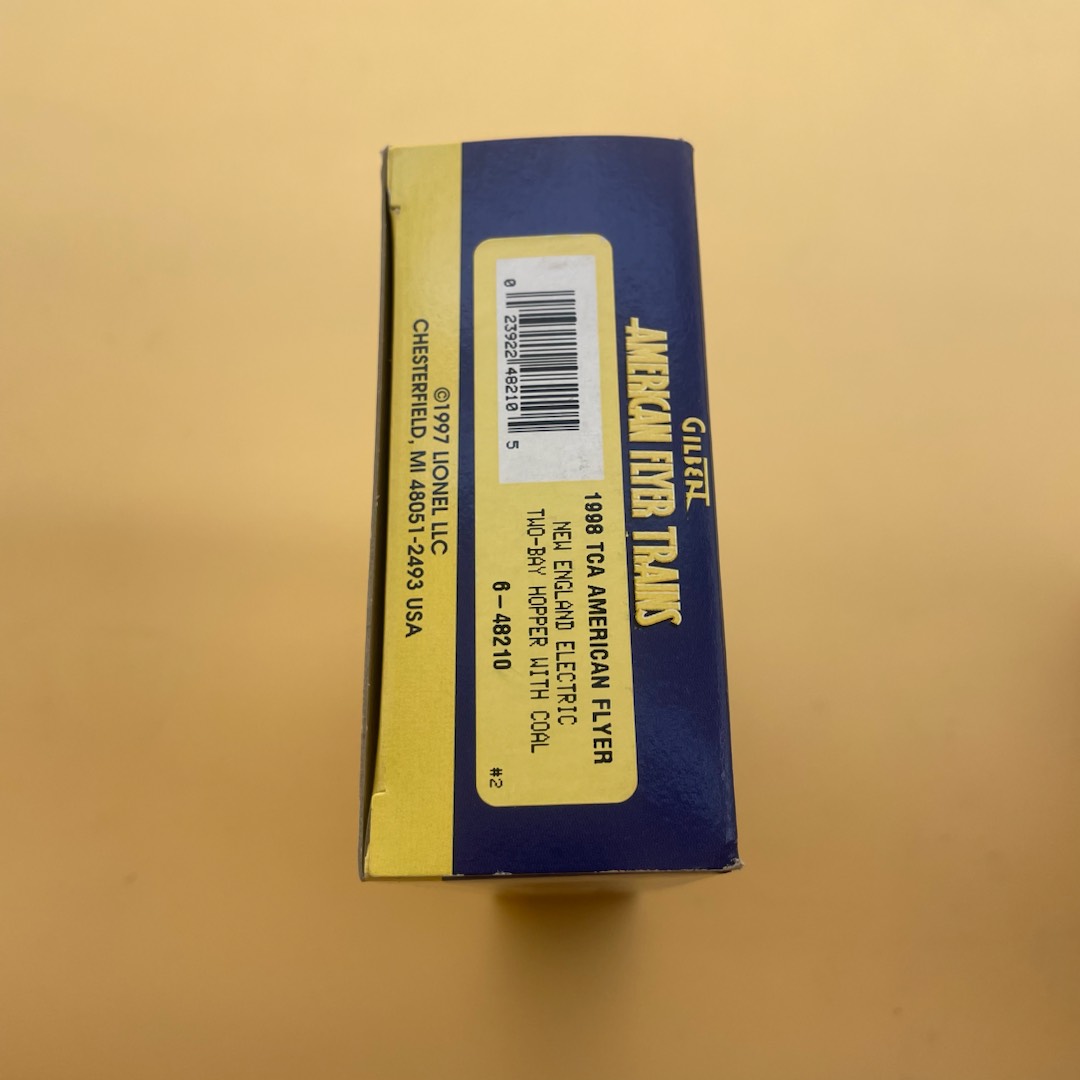 GILBERT
AMERICAN FLYER TRAINS
0 23922 48210 5
1998 TCA AMERICAN FLYER
NEW ENGLAND ELECTRIC
TWO-BAY HOPPER WITH COAL
6-48210
#2
©1997 LIONEL LLC
CHESTERFIELD, MI 48051-2493 USA